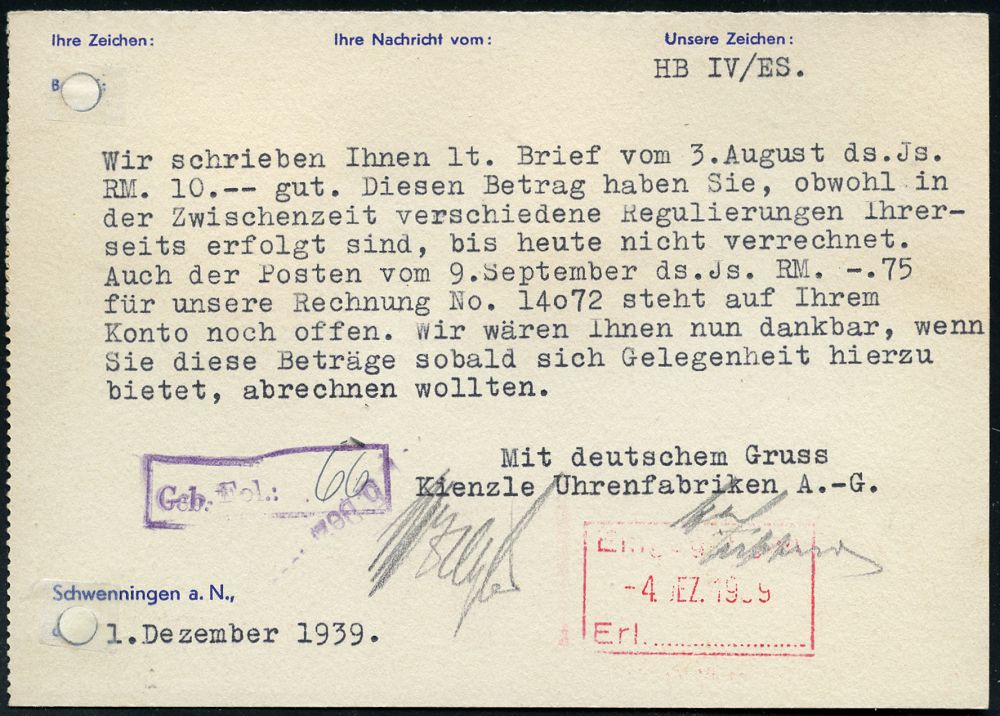 Ihre Zeichen: Ihre Nachricht vom: Unsere Zeichen:
HB IV/ES.
Wir schrieben Ihnen lt. Brief vom 3.August ds.Js.
RM. 10.-- gut. Diesen Betrag haben Sie, obwohl in
der Zwischenzeit verschiedene Regulierungen Ihrer-
seits erfolgt sind, bis heute nicht verrechnet.
Auch der Posten vom 9.September ds.Js. RM. -.75
für unsere Rechnung No. 14o72 steht auf Ihrem
Konto noch offen. Wir wären Ihnen nun dankbar, wenn
Sie diese Beträge sobald sich Gelegenheit hierzu
bietet, abrechnen wollten.
Mit deutschem Gruss
Kienzle Uhrenfabriken A.-G.
Geb. Fol.: 66
-4. DEZ. 1939
Erl.
Schwenningen a. N.,
1.Dezember 1939.